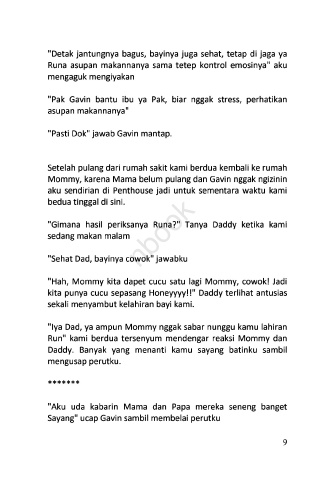 "Detak jantungnya bagus, bayinya juga sehat, tetap di jaga ya
Runa asupan makannanya sama tetep kontrol emosinya" aku
mengaguk mengiyakan
"Pak Gavin bantu ibu ya Pak, biar nggak stress, perhatikan
asupan makannanya"
"Pasti Dok" jawab Gavin mantap.
Setelah pulang dari rumah sakit kami berdua kembali ke rumah
Mommy, karena Mama belum pulang dan Gavin nggak ngizinin
aku sendirian di Penthouse jadi untuk sementara waktu kami
bedua tinggal di sini.
"Gimana hasil periksanya Runa?" Tanya Daddy ketika kami
sedang makan malam
"Sehat Dad, bayinya cowok" jawabku
"Hah, Mommy kita dapet cucu satu lagi Mommy, cowok! Jadi
kita punya cucu sepasang Honeyyyy!!" Daddy terlihat antusias
sekali menyambut kelahiran bayi kami.
"Iya Dad, ya ampun Mommy nggak sabar nunggu kamu lahiran
Run" kami berdua tersenyum mendengar reaksi Mommy dan
Daddy. Banyak yang menanti kamu sayang batinku sambil
mengusap perutku.
*******
"Aku uda kabarin Mama dan Papa mereka seneng banget
Sayang" ucap Gavin sambil membelai perutku
9